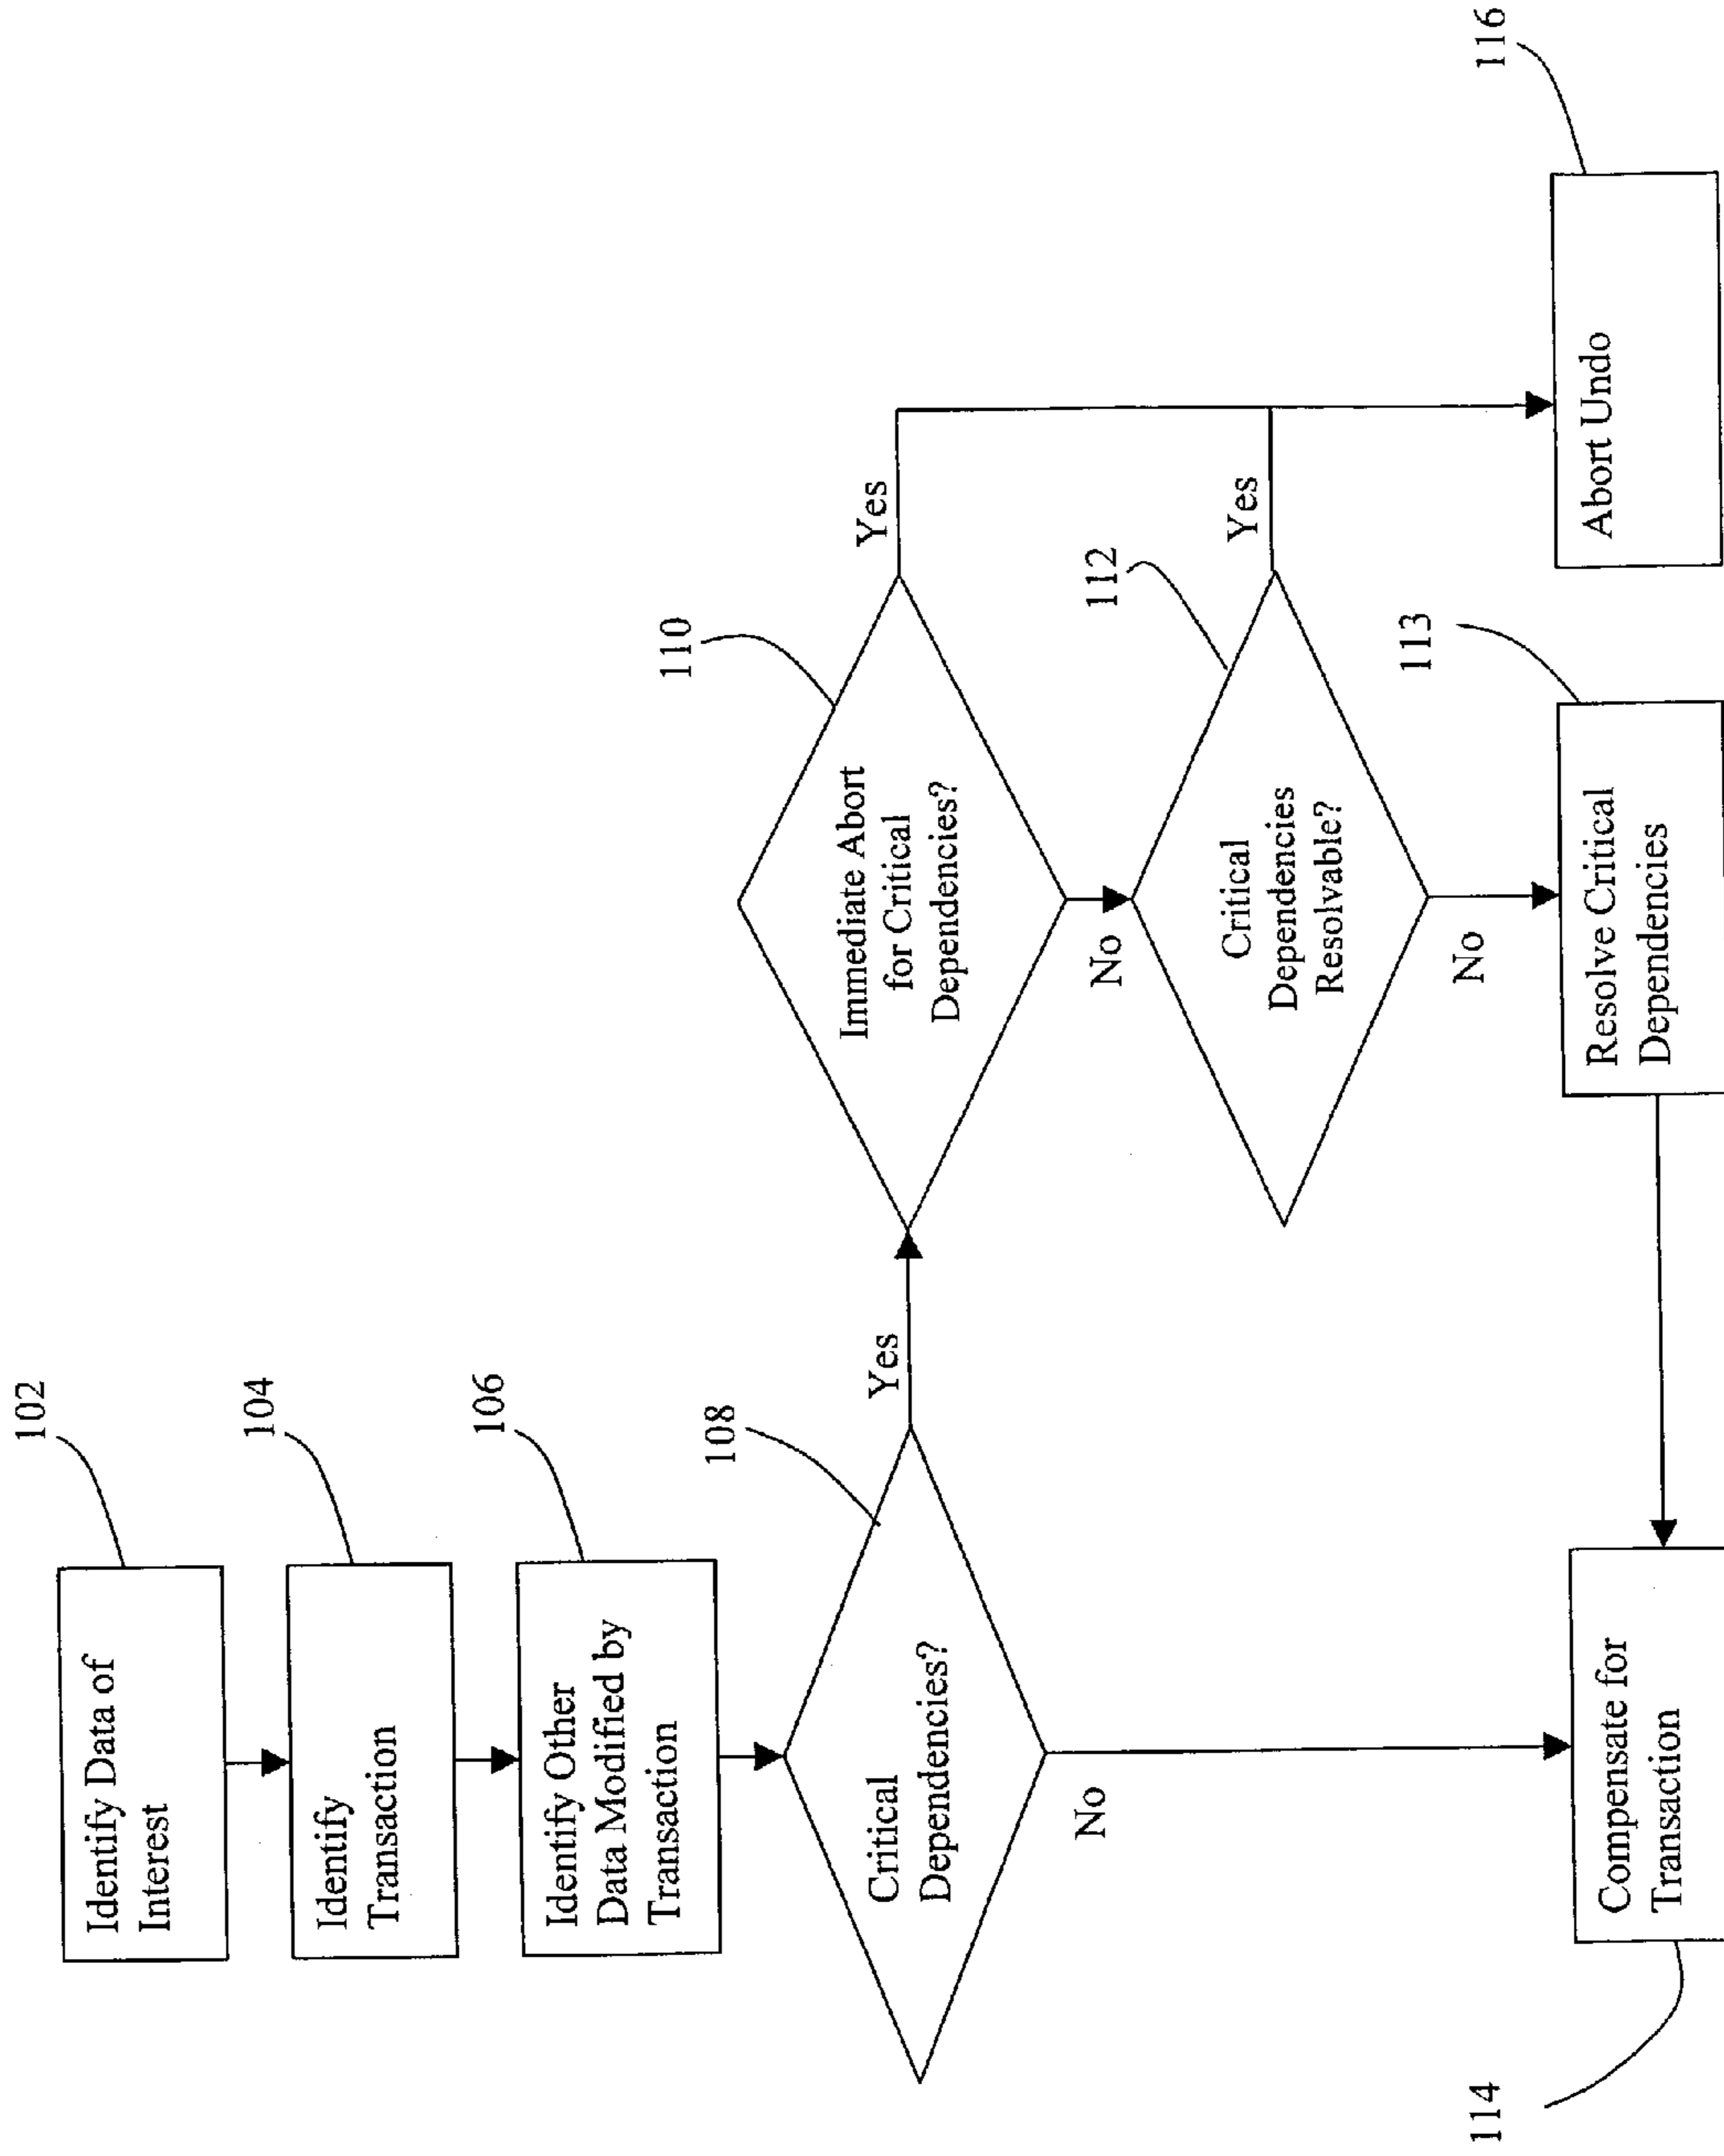 102
Identify Data of
Interest
104
Identify
Transaction
106
Identify Other
Data Modified by
Transaction
108
Critical
Dependencies?
Yes
No
110
Immediate Abort
for Critical
Dependencies?
Yes
No
112
Critical
Dependencies
Resolvable?
Yes
No
114
Compensate for
Transaction
113
Resolve Critical
Dependencies
116
Abort Undo